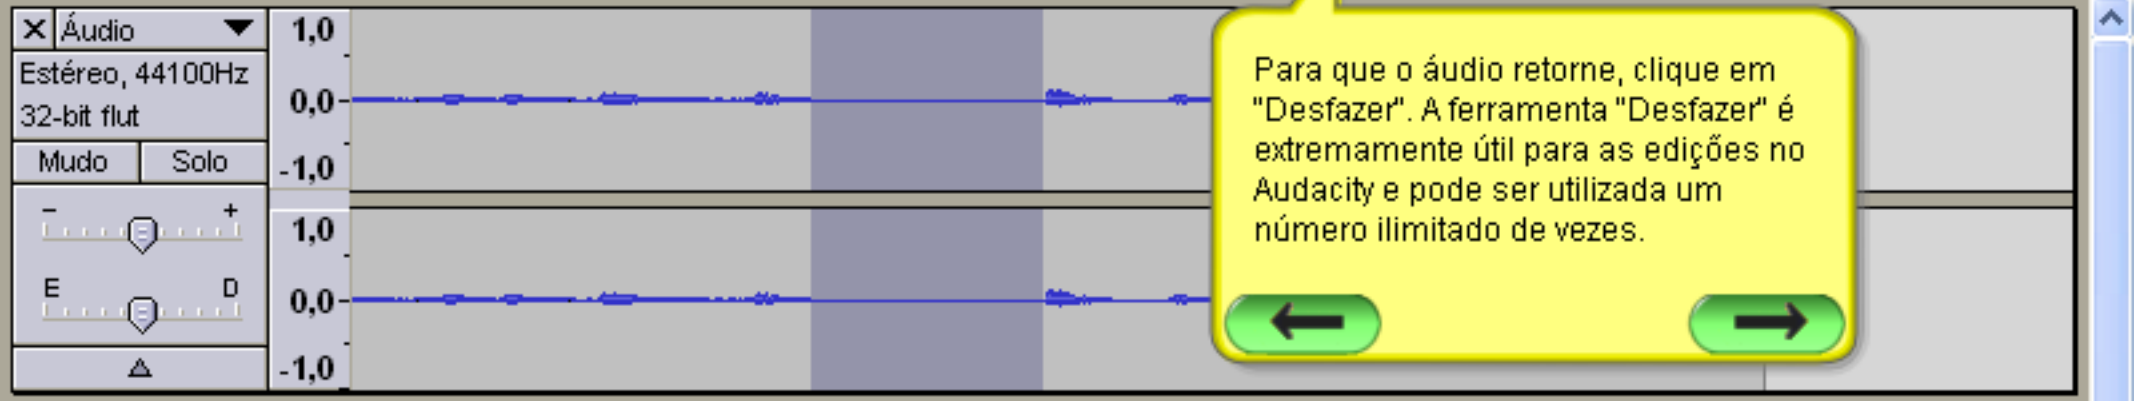 Áudio
Estéreo, 44100Hz
32-bit flut
Mudo Solo
- +
E D
1,0
0,0-
-1,0
1,0
0,0-
-1,0
Para que o áudio retorne, clique em
"Desfazer". A ferramenta "Desfazer" é
extremamente útil para as edições no
Audacity e pode ser utilizada um
número ilimitado de vezes.